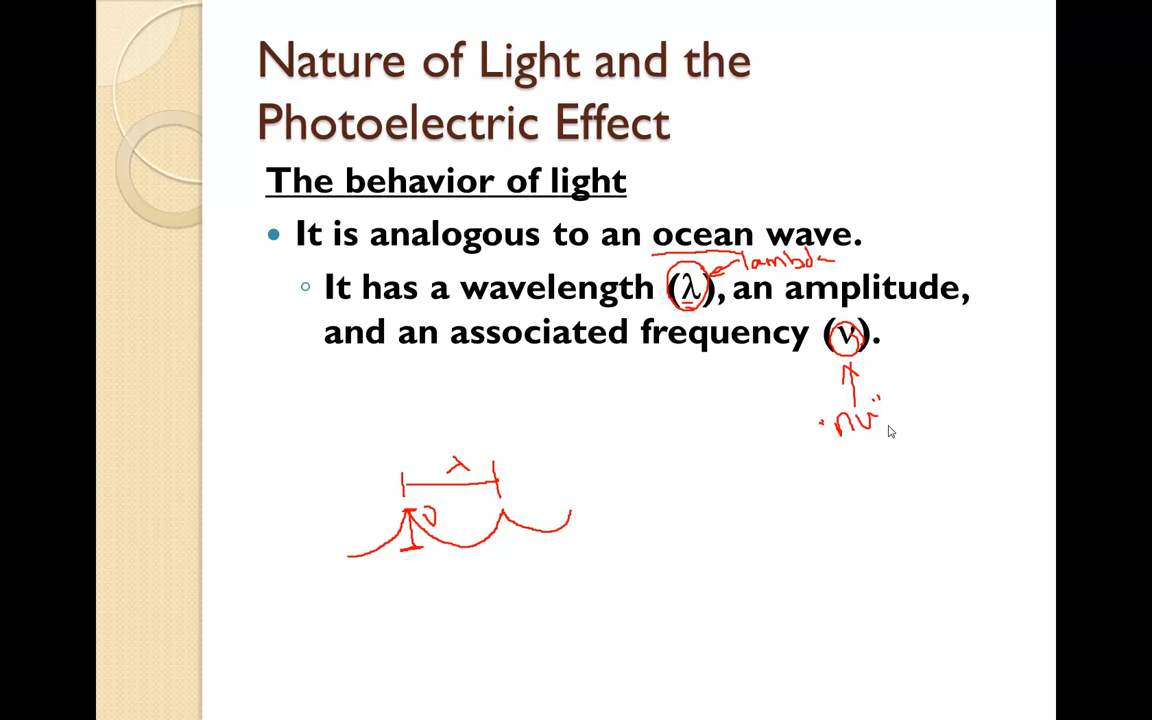 Nature of Light and the
Photoelectric Effect
The behavior of light
• It is analogous to an ocean wave.
lambda
◦ It has a wavelength (λ), an amplitude,
and an associated frequency (ν).
"nu"
λ
ν